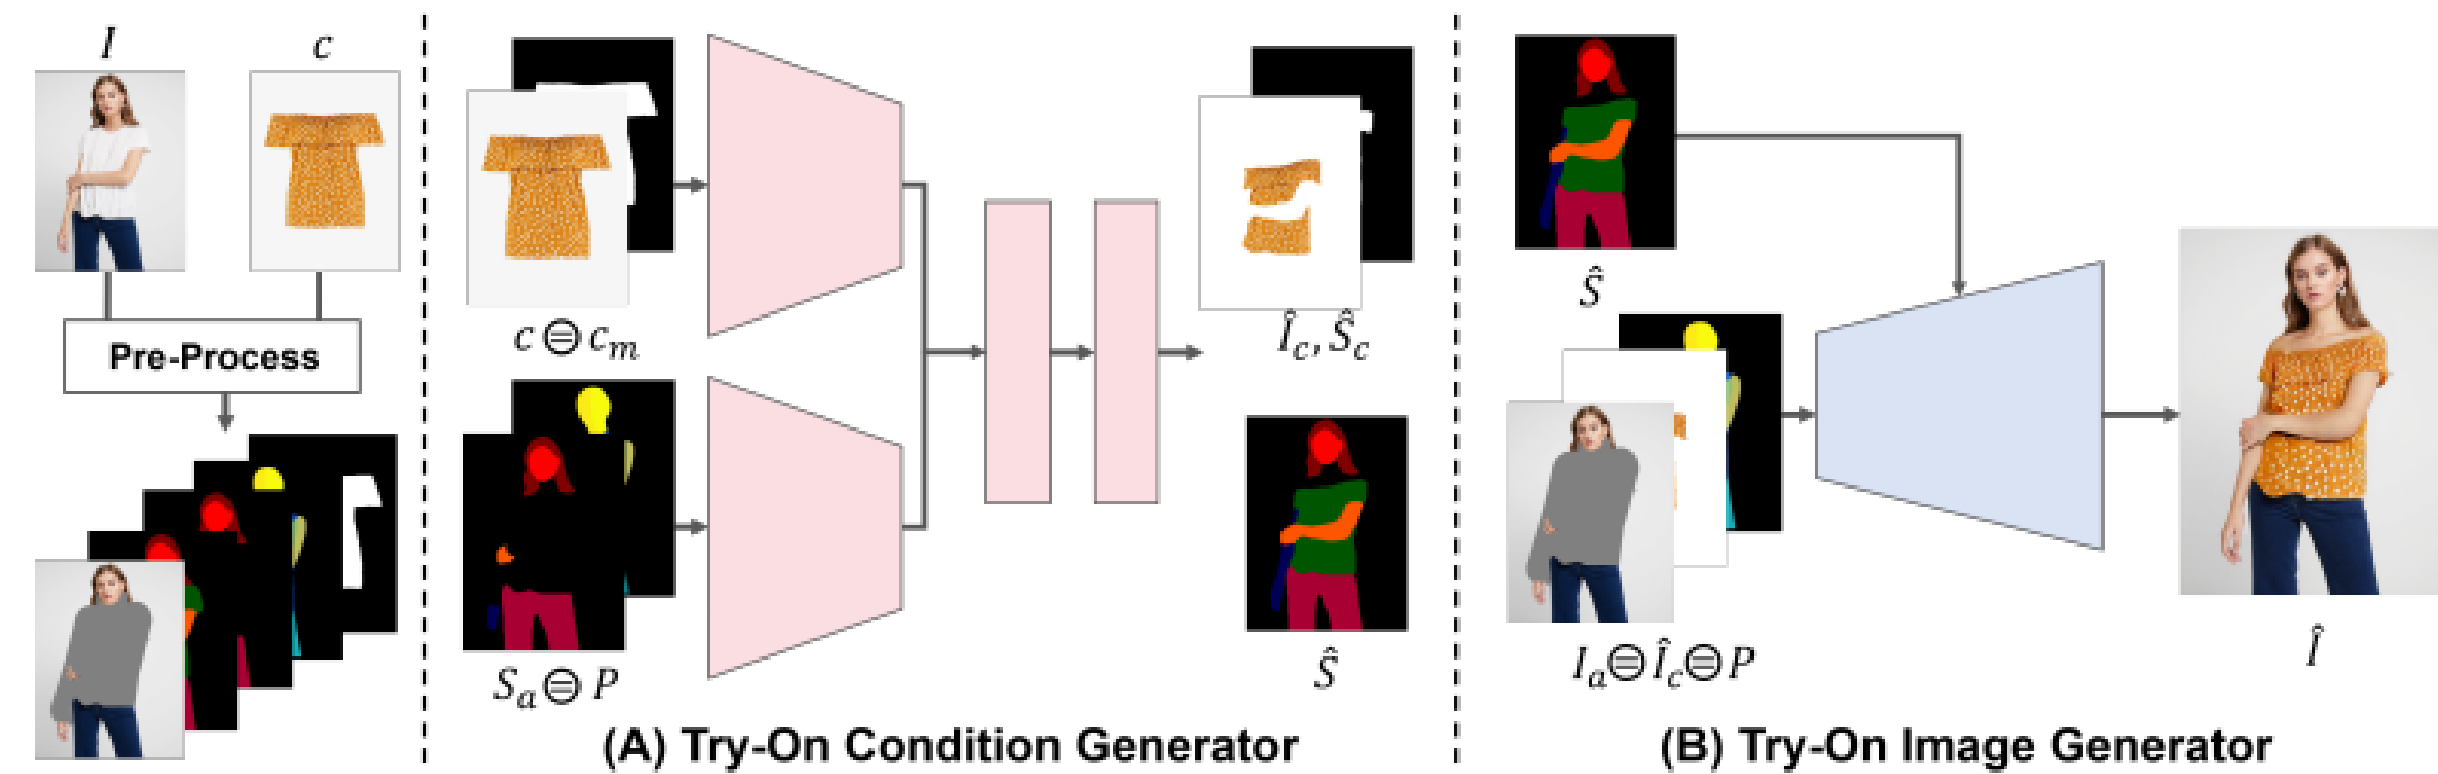 I
c
Pre-Process
c ⊜ c_m
S_a ⊜ P
Î_c, Ŝ_c
Ŝ
(A) Try-On Condition Generator
Ŝ
I_a ⊜ Î_c ⊜ P
Î
(B) Try-On Image Generator